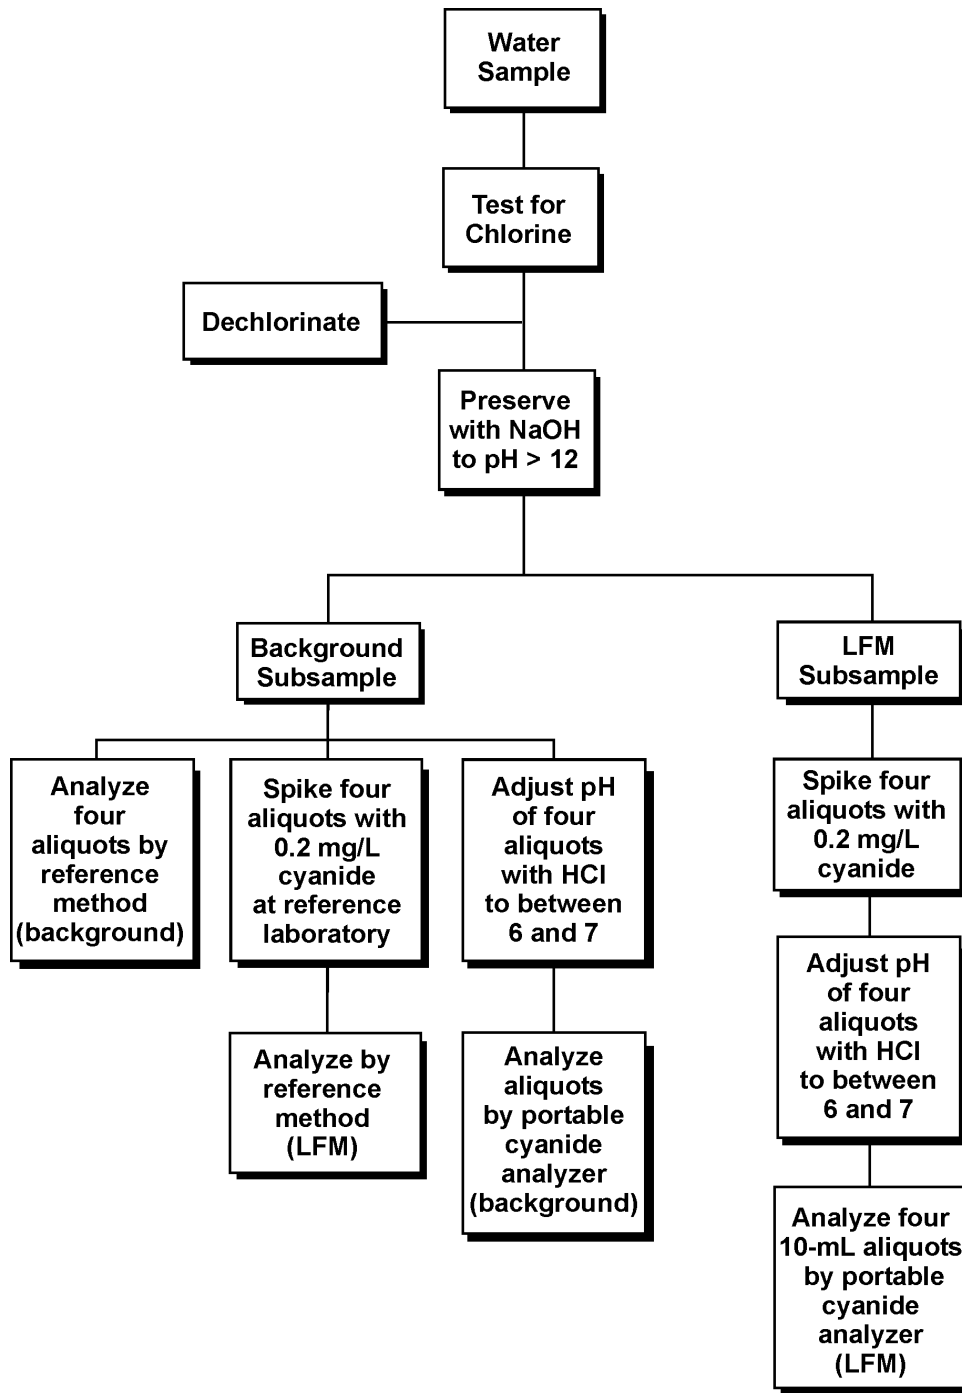 Water
Sample
Test for
Chlorine
Dechlorinate
Preserve
with NaOH
to pH > 12
Background
Subsample
LFM
Subsample
Analyze
four
aliquots by
reference
method
(background)
Spike four
aliquots with
0.2 mg/L
cyanide
at reference
laboratory
Adjust pH
of four
aliquots
with HCl
to between
6 and 7
Spike four
aliquots with
0.2 mg/L
cyanide
Analyze by
reference
method
(LFM)
Analyze
aliquots
by portable
cyanide
analyzer
(background)
Adjust pH
of four
aliquots
with HCl
to between
6 and 7
Analyze four
10-mL aliquots
by portable
cyanide
analyzer
(LFM)